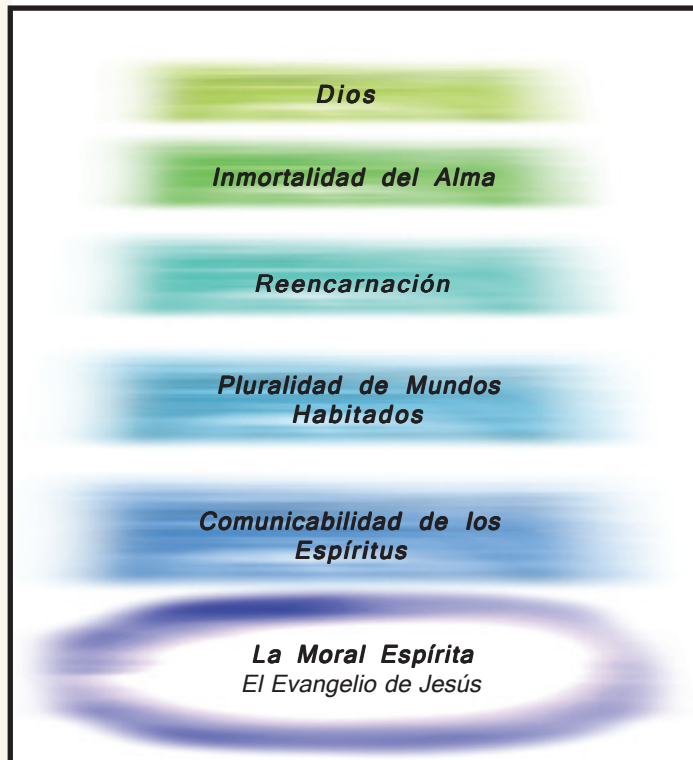 Dios
Inmortalidad del Alma
Reencarnación
Pluralidad de Mundos
Habitados
Comunicabilidad de los
Espíritus
La Moral Espírita
El Evangelio de Jesús